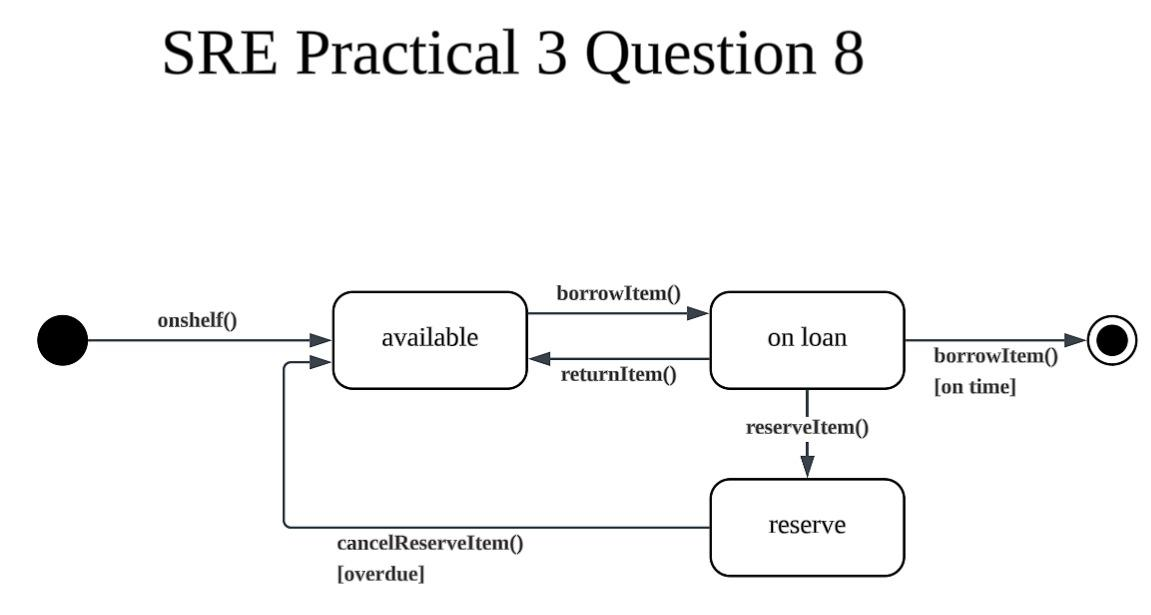 SRE Practical 3 Question 8
onshelf()
available
borrowItem()
returnItem()
on loan
borrowItem()
[on time]
reserveItem()
reserve
cancelReserveItem()
[overdue]